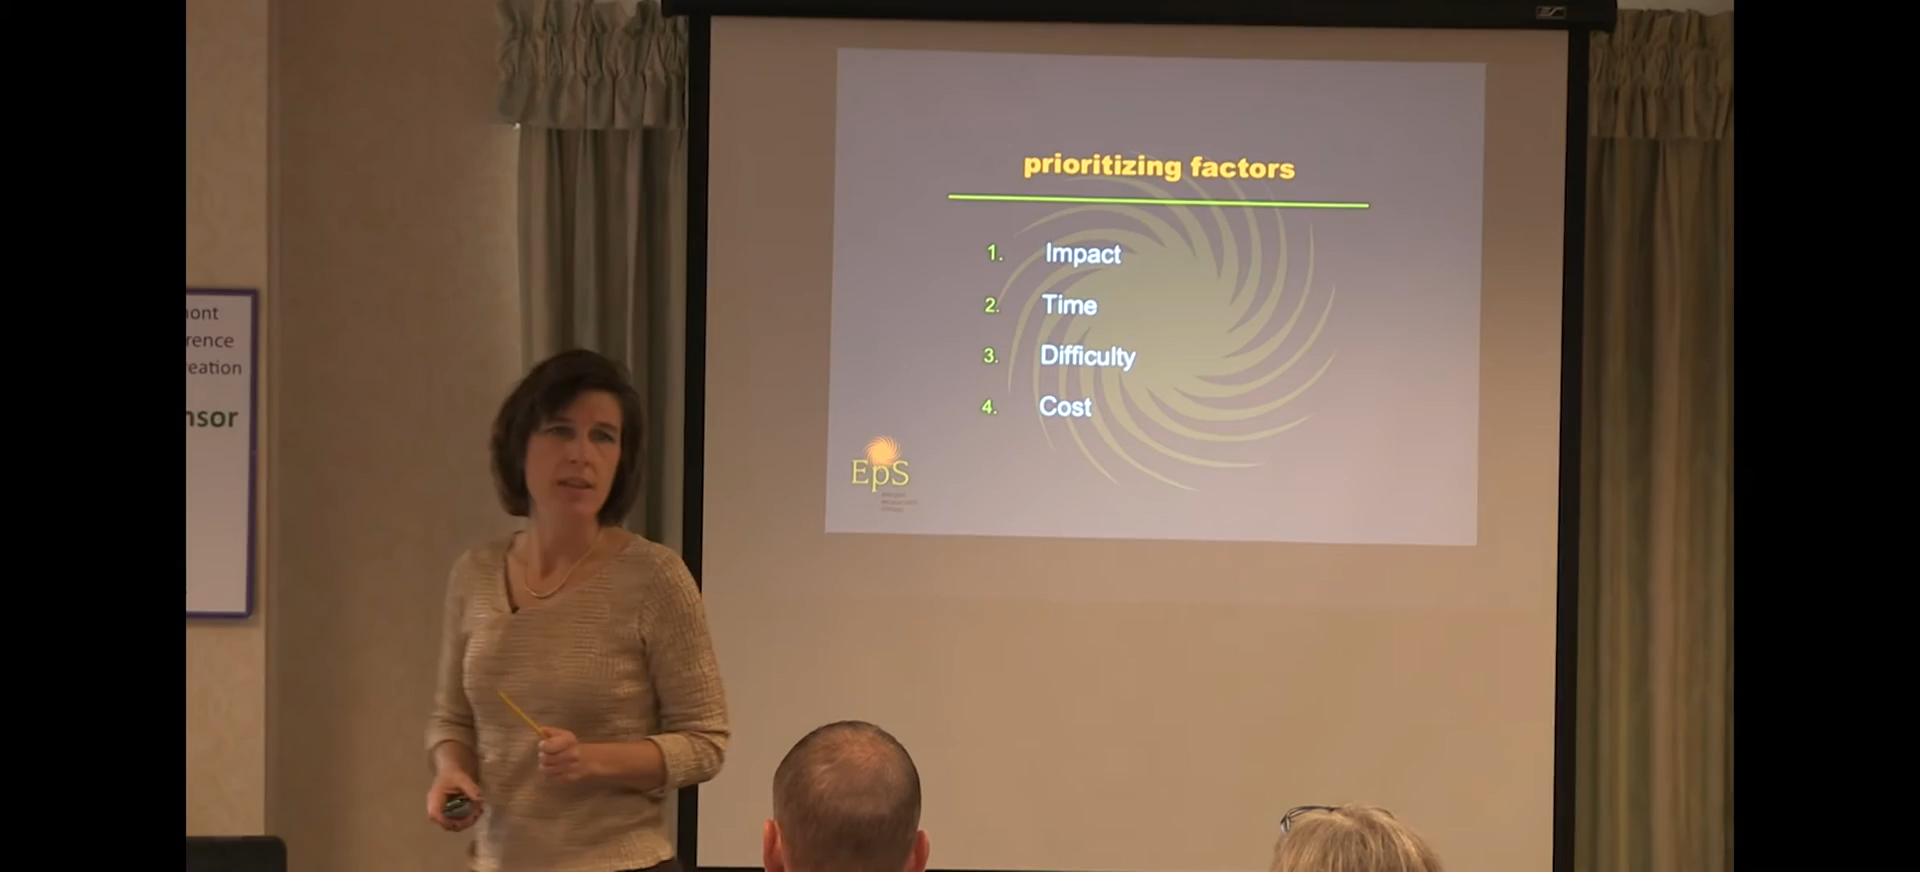 ont
rence
eation
nsor
prioritizing factors
1. Impact
2. Time
3. Difficulty
4. Cost
EpS